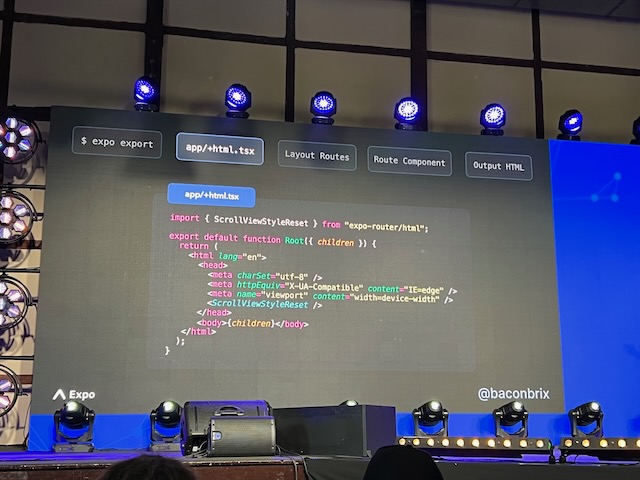 $ expo export
app/+html.tsx
Layout Routes
Route Component
Output HTML
app/+html.tsx
import { ScrollViewStyleReset } from "expo-router/html";
export default function Root({ children }) {
return (
<html lang="en">
<head>
<meta charSet="utf-8" />
<meta httpEquiv="X-UA-Compatible" content="IE=edge" />
<meta name="viewport" content="width=device-width" />
<ScrollViewStyleReset />
</head>
<body>{children}</body>
</html>
);
}
Expo
@baconbrix